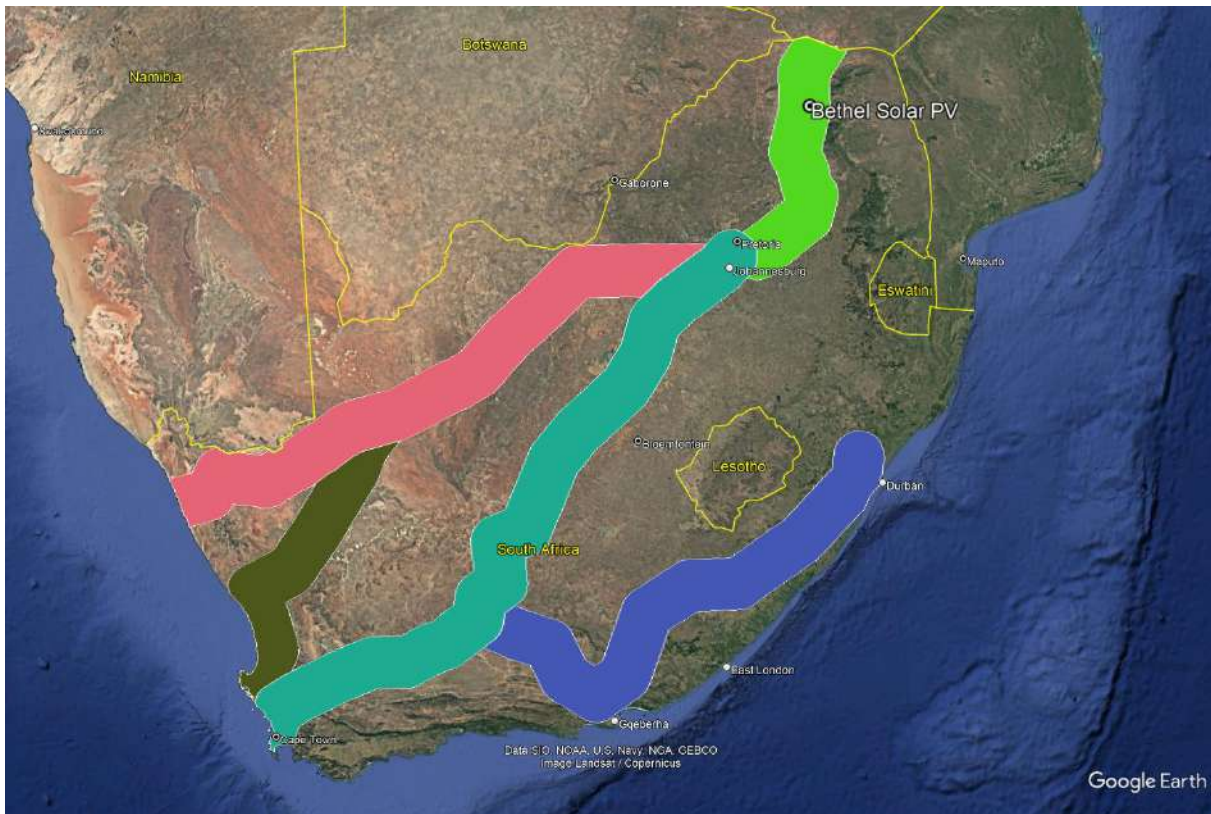 Botswana
Namibia
Bethel Solar PV
Gaborone
Pretoria
Johannesburg
Maputo
Eswatini
Bloemfontein
Lesotho
Durban
South Africa
East London
Gqeberha
Cape Town
Data SIO, NOAA, U.S. Navy, NGA, GEBCO
Image Landsat / Copernicus
Google Earth